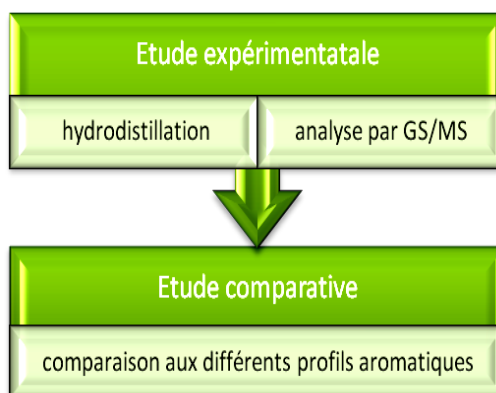 Etude expérimentatale
hydrodistillation
analyse par GS/MS
Etude comparative
comparaison aux différents profils aromatiques